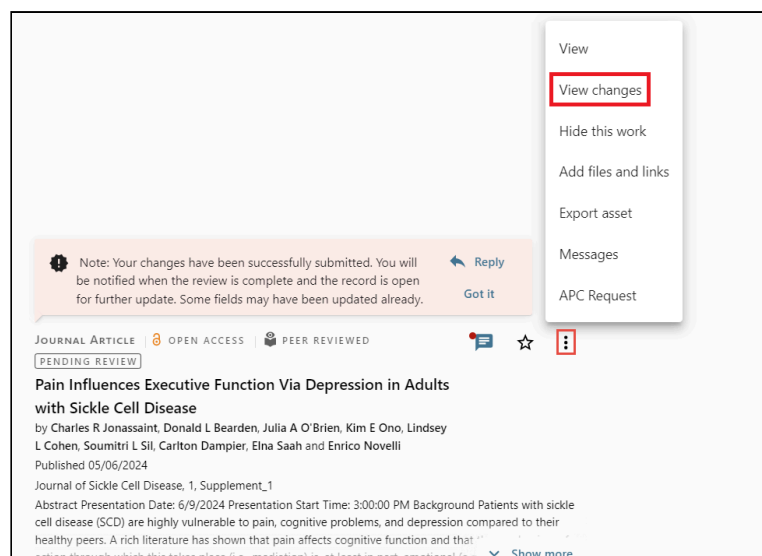 View
View changes
Hide this work
Add files and links
Export asset
Messages
APC Request
Note: Your changes have been successfully submitted. You will
be notified when the review is complete and the record is open
for further update. Some fields may have been updated already.
Reply
Got it
JOURNAL ARTICLE OPEN ACCESS PEER REVIEWED
PENDING REVIEW
Pain Influences Executive Function Via Depression in Adults
with Sickle Cell Disease
by Charles R Jonassaint, Donald L Bearden, Julia A O'Brien, Kim E Ono, Lindsey
L Cohen, Soumitri L Sil, Carlton Dampier, Elna Saah and Enrico Novelli
Published 05/06/2024
Journal of Sickle Cell Disease, 1, Supplement_1
Abstract Presentation Date: 6/9/2024 Presentation Start Time: 3:00:00 PM Background Patients with sickle
cell disease (SCD) are highly vulnerable to pain, cognitive problems, and depression compared to their
healthy peers. A rich literature has shown that pain affects cognitive function and that
Show more